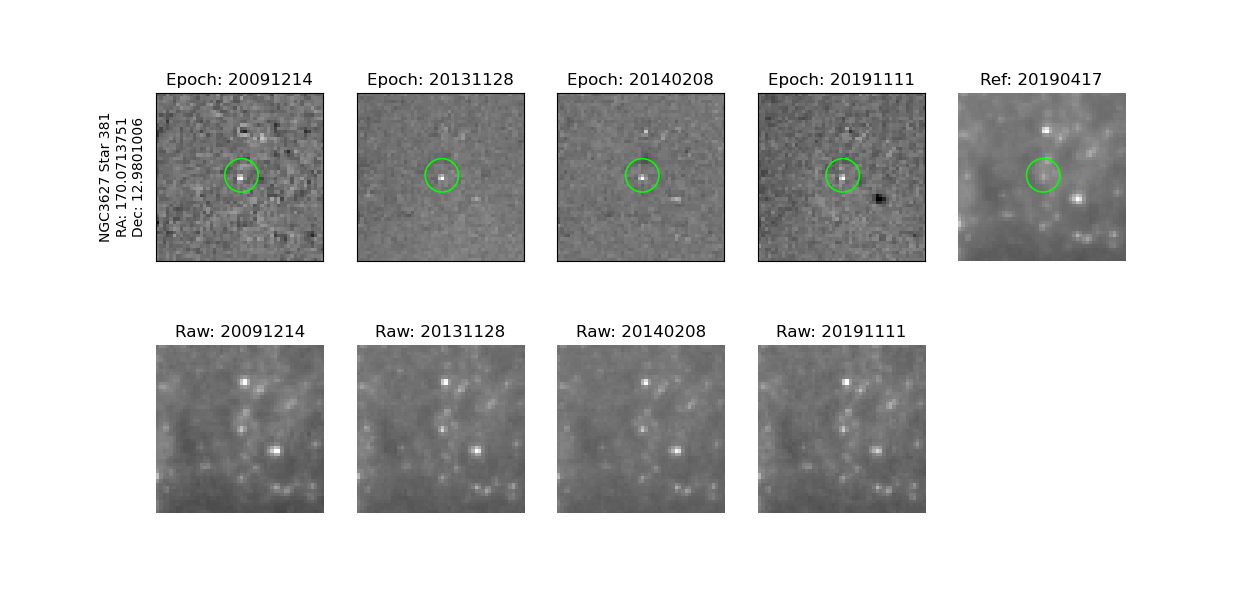 NGC3627 Star 381
RA: 170.0713751
Dec: 12.9801006
Epoch: 20091214
Epoch: 20131128
Epoch: 20140208
Epoch: 20191111
Ref: 20190417
Raw: 20091214
Raw: 20131128
Raw: 20140208
Raw: 20191111